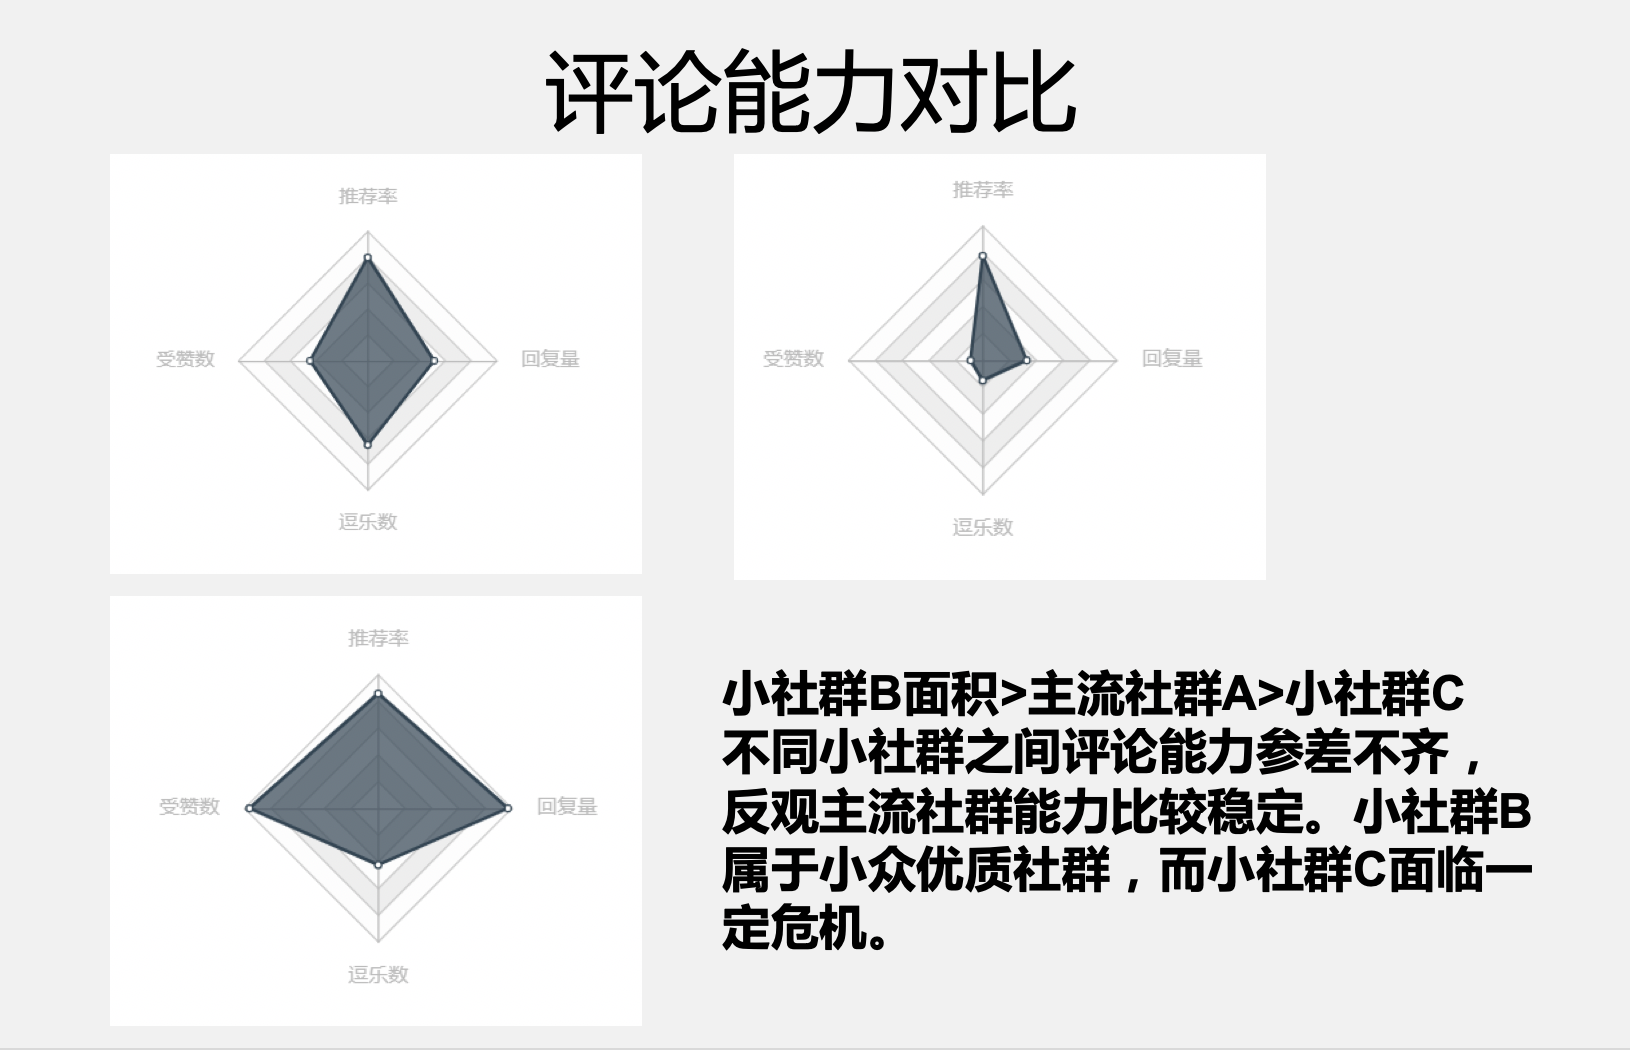 评论能力对比
推荐率
受赞数
回复量
逗乐数
推荐率
受赞数
回复量
逗乐数
推荐率
受赞数
回复量
逗乐数
小社群B面积>主流社群A>小社群C
不同小社群之间评论能力参差不齐，
反观主流社群能力比较稳定。小社群B
属于小众优质社群，而小社群C面临一
定危机。